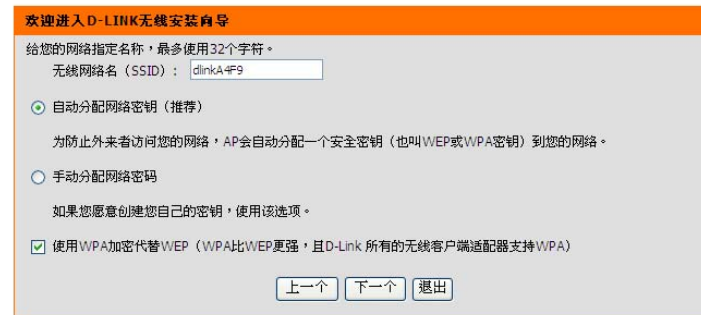 欢迎进入D-LINK无线安装自导
给您的网络指定名称，最多使用32个字符。
无线网络名（SSID）： dlinkA4F9
自动分配网络密钥（推荐）
为防止外来者访问您的网络，AP会自动分配一个安全密钥（也叫WEP或WPA密钥）到您的网络。
手动分配网络密码
如果您愿意创建您自己的密钥，使用该选项。
使用WPA加密代替WEP（WPA比WEP更强，且D-Link 所有的无线客户端适配器支持WPA）
上一个 下一个 退出